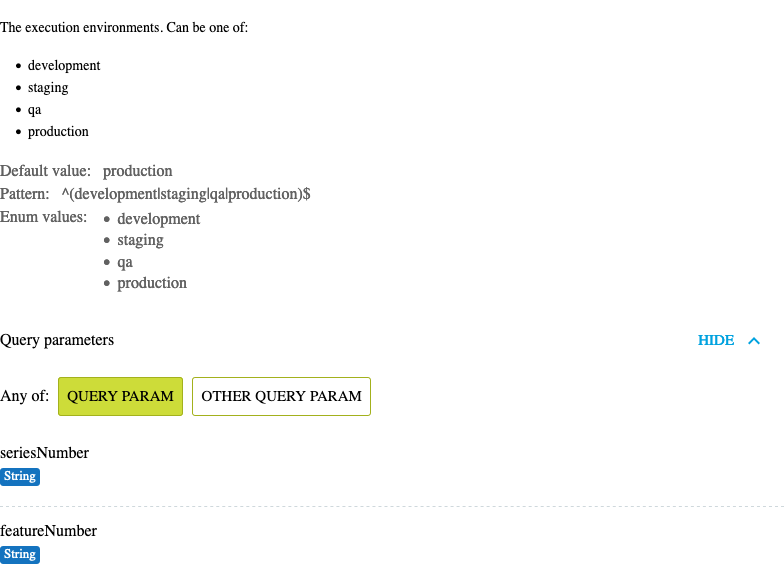 The execution environments. Can be one of:
• development
• staging
• qa
• production
Default value: production
Pattern: ^(development|staging|qa|production)$
Enum values: • development
• staging
• qa
• production
Query parameters HIDE
Any of: QUERY PARAM OTHER QUERY PARAM
seriesNumber
String
featureNumber
String